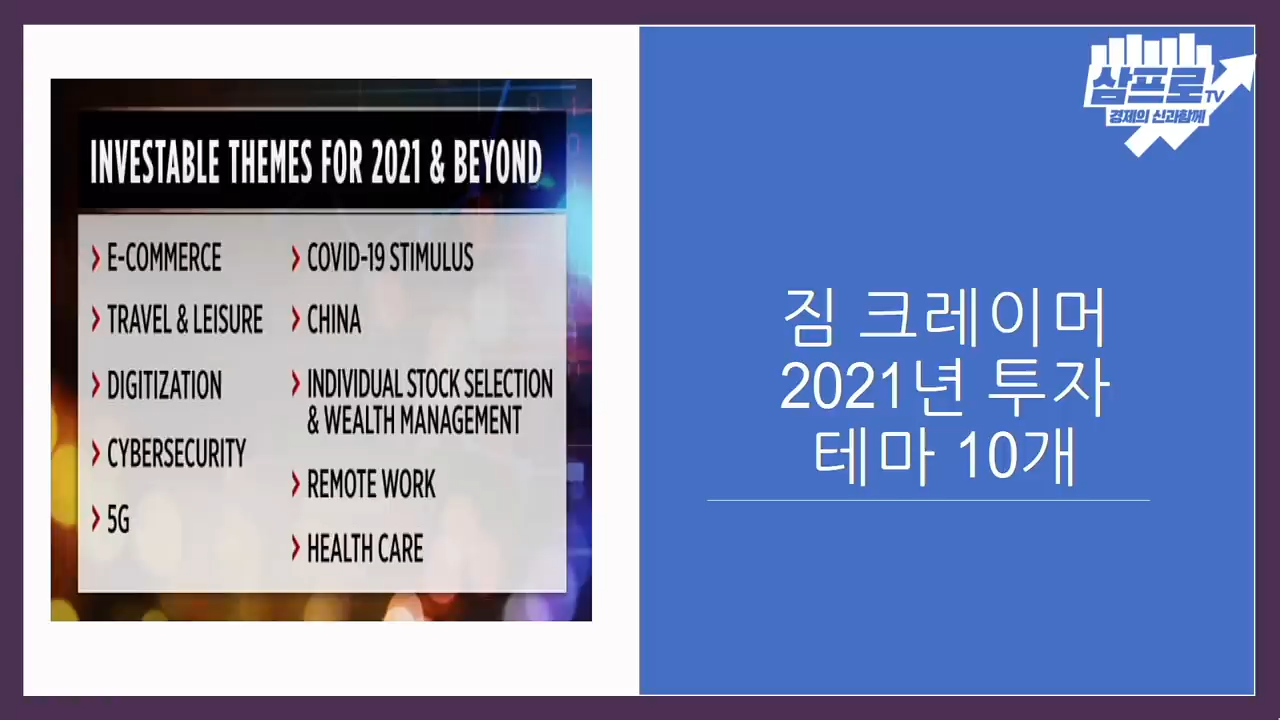 INVESTABLE THEMES FOR 2021 & BEYOND
E-COMMERCE
TRAVEL & LEISURE
DIGITIZATION
CYBERSECURITY
5G
COVID-19 STIMULUS
CHINA
INDIVIDUAL STOCK SELECTION
& WEALTH MANAGEMENT
REMOTE WORK
HEALTH CARE
삼프로TV
경제의 신과함께
짐 크레이머
2021년 투자
테마 10개